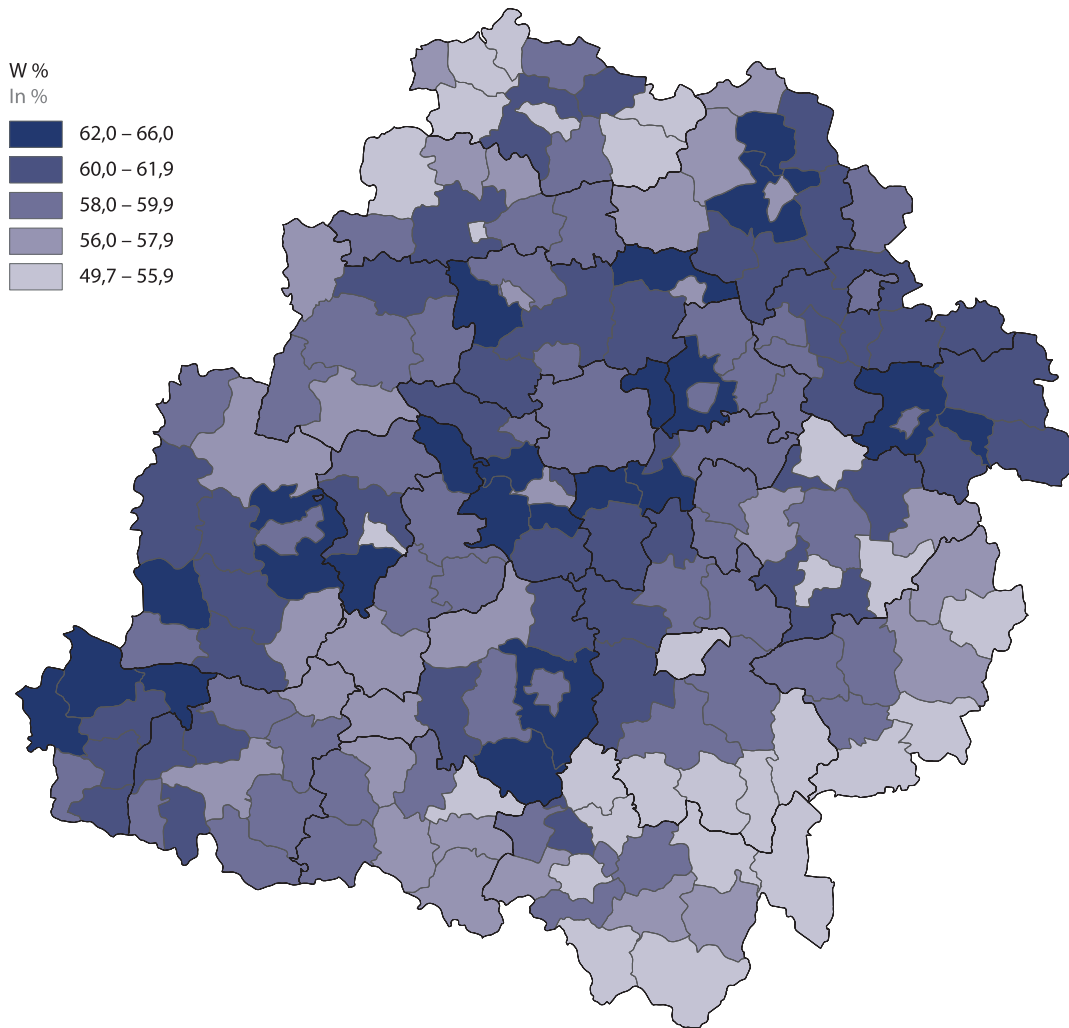 W %
In %
62,0 – 66,0
60,0 – 61,9
58,0 – 59,9
56,0 – 57,9
49,7 – 55,9